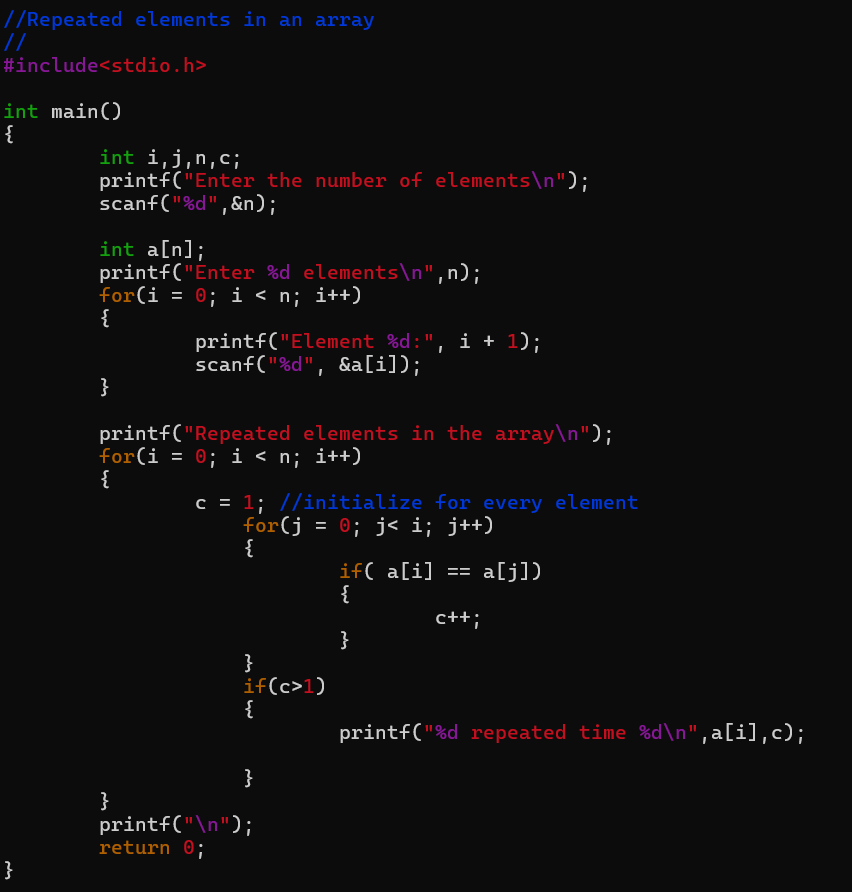 //Repeated elements in an array
//
#include<stdio.h>

int main()
{
        int i,j,n,c;
        printf("Enter the number of elements\n");
        scanf("%d",&n);

        int a[n];
        printf("Enter %d elements\n",n);
        for(i = 0; i < n; i++)
        {
                printf("Element %d:", i + 1);
                scanf("%d", &a[i]);
        }

        printf("Repeated elements in the array\n");
        for(i = 0; i < n; i++)
        {
                c = 1; //initialize for every element
                    for(j = 0; j< i; j++)
                    {
                            if( a[i] == a[j])
                            {
                                    c++;
                            }
                    }
                    if(c>1)
                    {
                            printf("%d repeated time %d\n",a[i],c);

                    }
        }
        printf("\n");
        return 0;
}